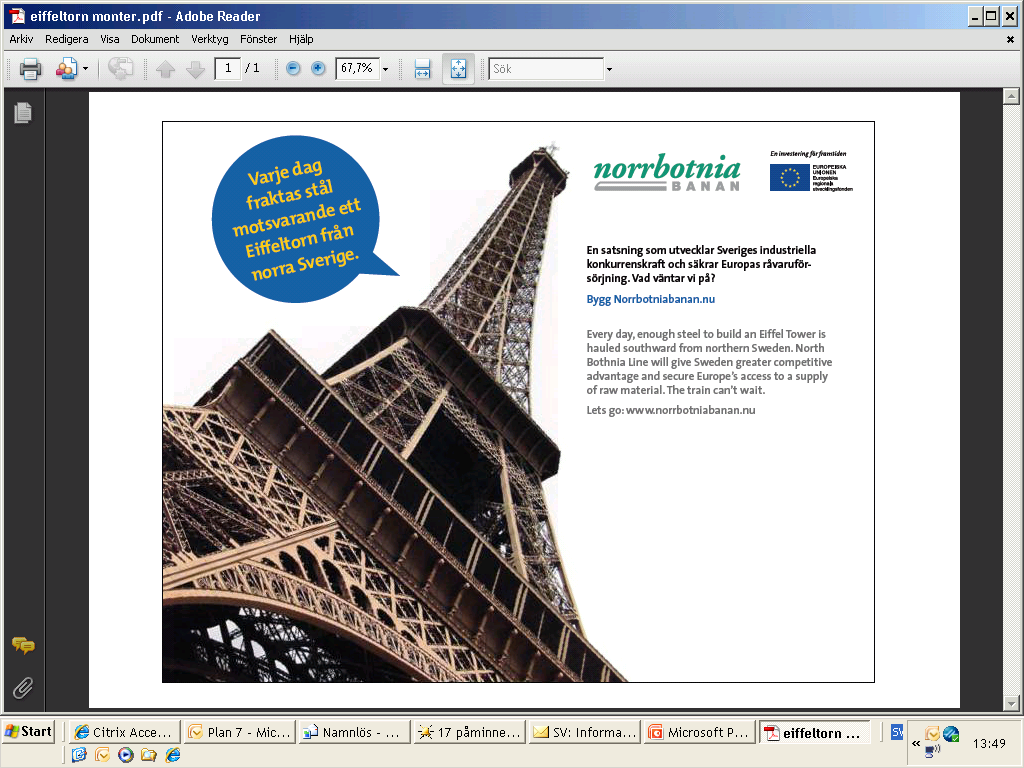 eiffeltorn monter.pdf - Adobe Reader
Arkiv Redigera Visa Dokument Verktyg Fönster Hjälp
1 / 1 67,7% Sök
Varje dag
fraktas stål
motsvarande ett
Eiffeltorn från
norra Sverige.
norrbotnia
BANAN
En investering för framtiden
EUROPEISKA
UNIONEN
Europeiska
regionala
utvecklingsfonden
En satsning som utvecklar Sveriges industriella
konkurrenskraft och säkrar Europas råvaruför-
sörjning. Vad väntar vi på?
Bygg Norrbotniabanan.nu
Every day, enough steel to build an Eiffel Tower is
hauled southward from northern Sweden. North
Bothnia Line will give Sweden greater competitive
advantage and secure Europe's access to a supply
of raw material. The train can't wait.
Lets go: www.norrbotniabanan.nu
Start Citrix Acce... Plan 7 - Mic... Namnlös - ... 17 påminne... SV: Informa... Microsoft P... eiffeltorn ... SV « 13:49